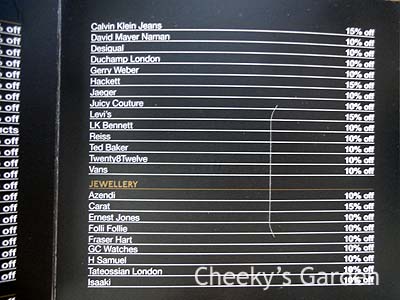 Calvin Klein Jeans 15% off
David Mayer Naman 10% off
Desigual 10% off
Duchamp London 10% off
Gerry Weber 10% off
Hackett 15% off
Jaeger 10% off
Juicy Couture 10% off
Levi's 15% off
LK Bennett 10% off
Reiss 10% off
Ted Baker 10% off
Twenty8Twelve 10% off
Vans 10% off
JEWELLERY
Azendi 10% off
Carat 15% off
Ernest Jones 10% off
Folli Follie 10% off
Fraser Hart 10% off
GC Watches 10% off
H Samuel 10% off
Tateossian London 10% off
Isaaki 10% off
Cheeky's Garden